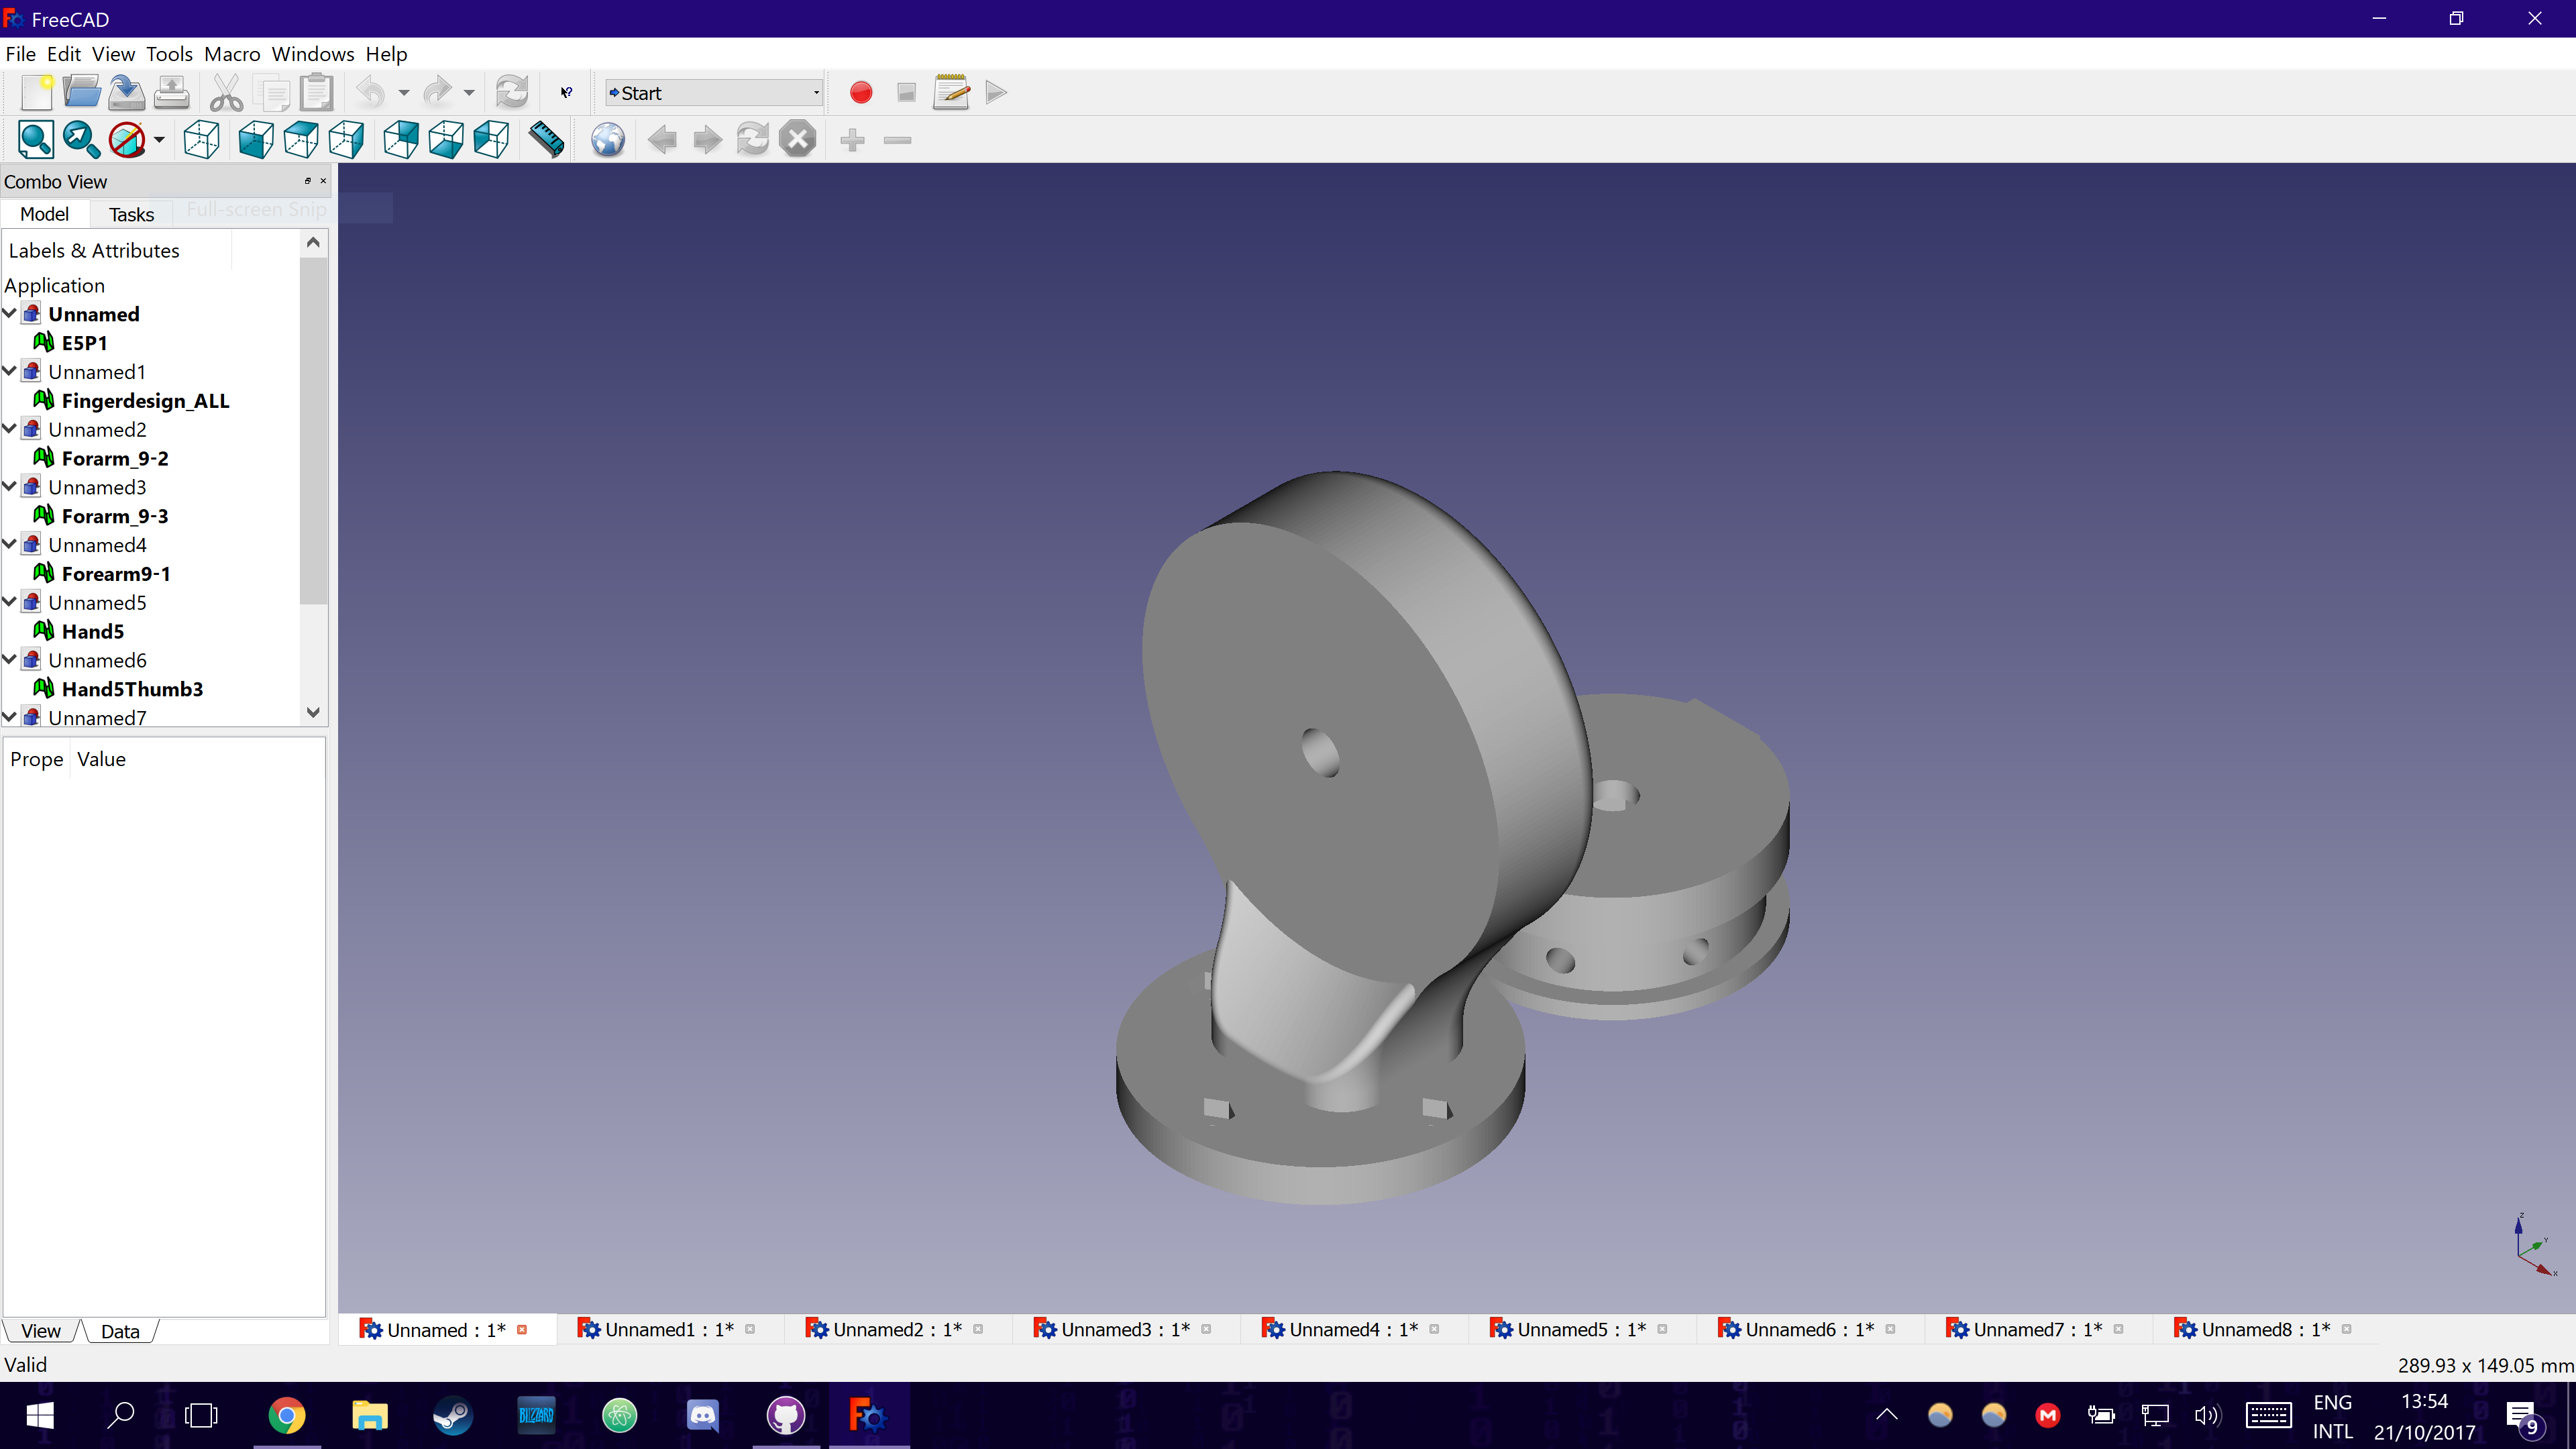 FreeCAD
File Edit View Tools Macro Windows Help
Start
Combo View
Model Tasks Full-screen Snip
Labels & Attributes
Application
Unnamed
E5P1
Unnamed1
Fingerdesign_ALL
Unnamed2
Forarm_9-2
Unnamed3
Forarm_9-3
Unnamed4
Forearm9-1
Unnamed5
Hand5
Unnamed6
Hand5Thumb3
Unnamed7
Prope Value
Z
Y
X
View Data
Unnamed : 1* Unnamed1 : 1* Unnamed2 : 1* Unnamed3 : 1* Unnamed4 : 1* Unnamed5 : 1* Unnamed6 : 1* Unnamed7 : 1* Unnamed8 : 1*
Valid
289.93 x 149.05 mm
BLIZZARD
M
ENG
INTL
13:54
21/10/2017
9